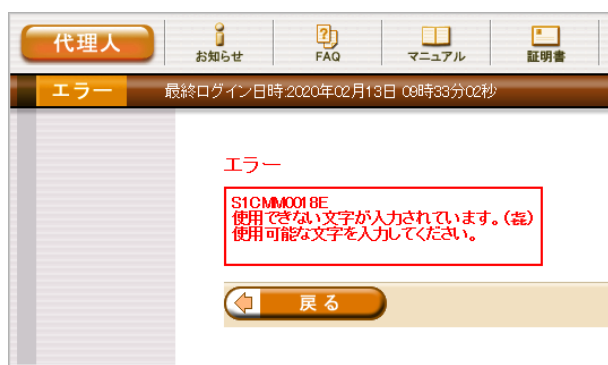 代理人
お知らせ
FAQ
マニュアル
証明書
エラー
最終ログイン日時:2020年02月13日 09時33分02秒
エラー
S1CMM0018E
使用できない文字が入力されています。(㵘)
使用可能な文字を入力してください。
戻る